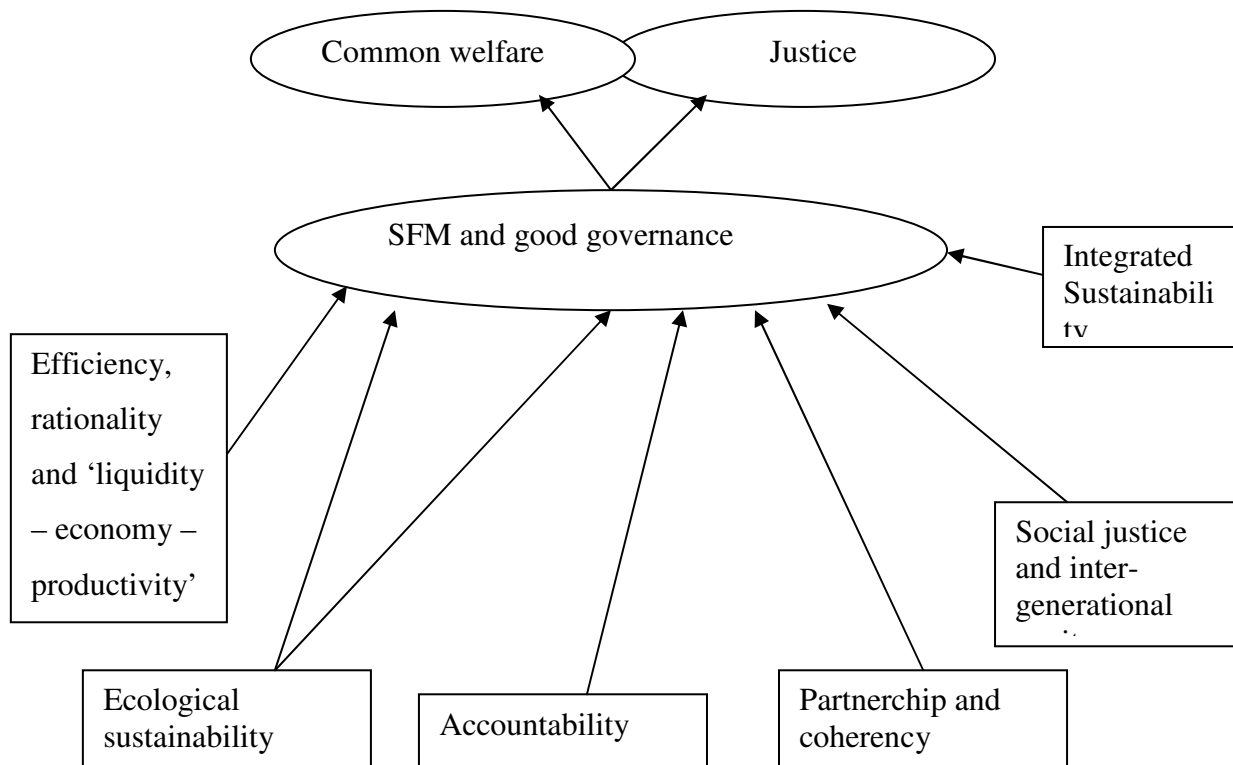 Common welfare
Justice
SFM and good governance
Integrated
Sustainabili
ty
Efficiency,
rationality
and ‘liquidity
– economy –
productivity’
Social justice
and inter-
generational
Ecological
sustainability
Accountability
Partnerchip and
coherency